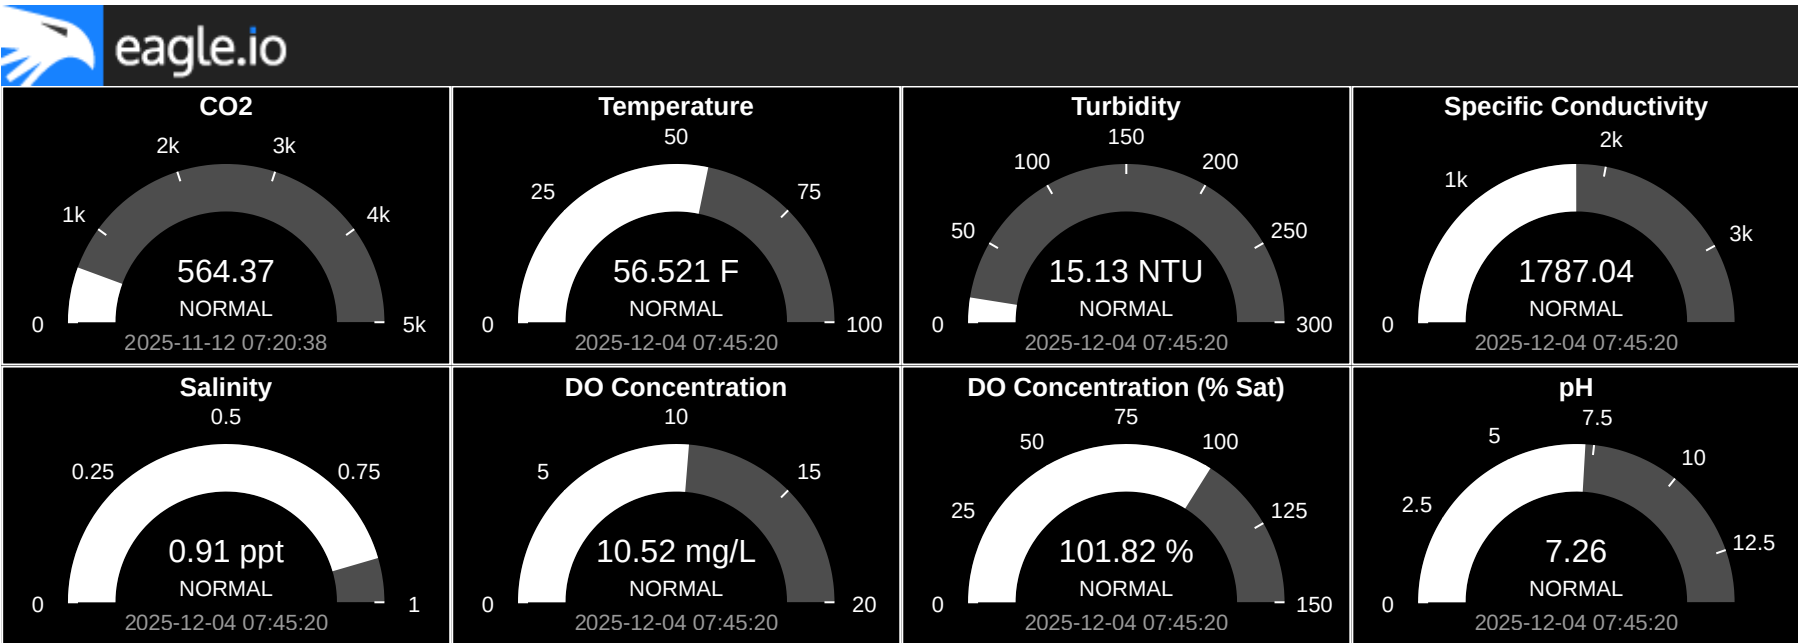 eagle.io
CO2
0
1k
2k
3k
4k
5k
564.37
NORMAL
2025-11-12 07:20:38
Temperature
0
25
50
75
100
56.521 F
NORMAL
2025-12-04 07:45:20
Turbidity
0
50
100
150
200
250
300
15.13 NTU
NORMAL
2025-12-04 07:45:20
Specific Conductivity
0
1k
2k
3k
1787.04
NORMAL
2025-12-04 07:45:20
Salinity
0
0.25
0.5
0.75
1
0.91 ppt
NORMAL
2025-12-04 07:45:20
DO Concentration
0
5
10
15
20
10.52 mg/L
NORMAL
2025-12-04 07:45:20
DO Concentration (% Sat)
0
25
50
75
100
125
150
101.82 %
NORMAL
2025-12-04 07:45:20
pH
0
2.5
5
7.5
10
12.5
7.26
NORMAL
2025-12-04 07:45:20